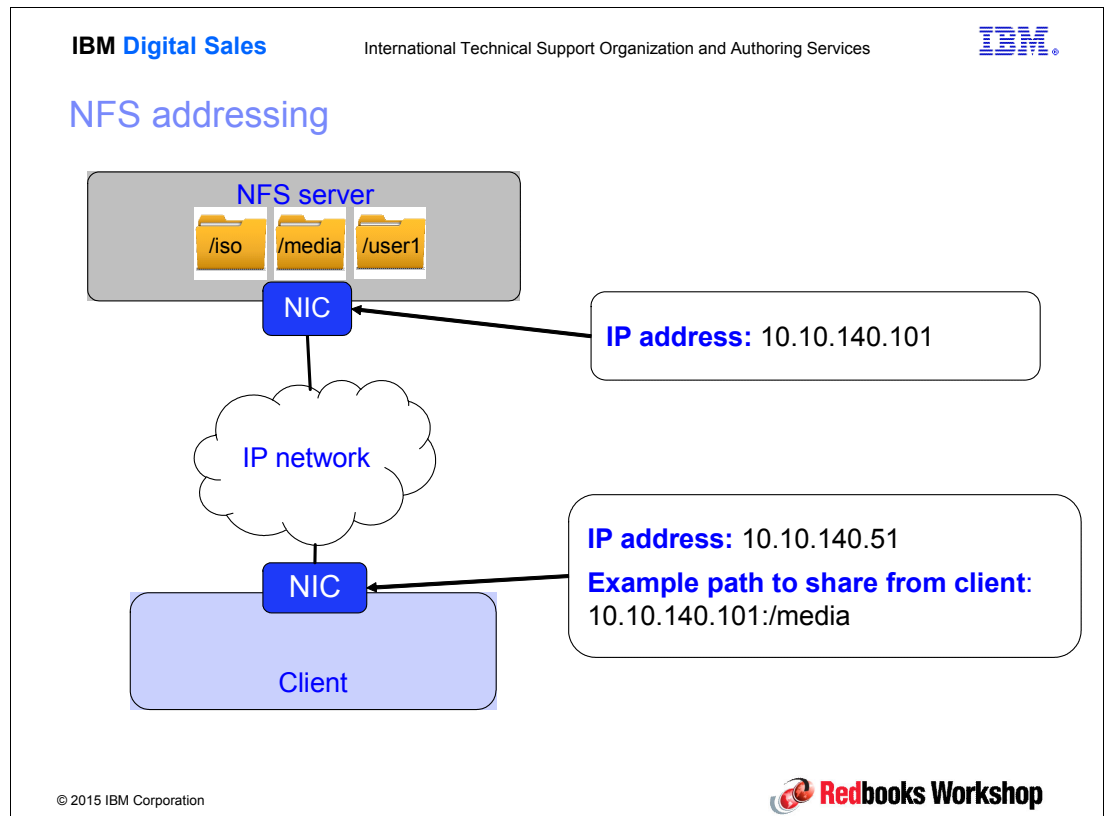 IBM Digital Sales
International Technical Support Organization and Authoring Services
IBM®
NFS addressing
NFS server
/iso
/media
/user1
NIC
IP address: 10.10.140.101
IP network
IP address: 10.10.140.51
Example path to share from client:
10.10.140.101:/media
NIC
Client
© 2015 IBM Corporation
Redbooks Workshop